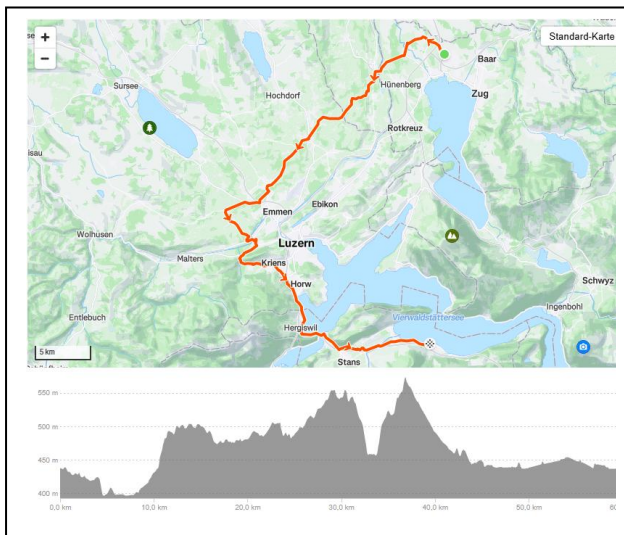 +
Standard-Karte
−
Baar
Sursee
Hünenberg
Hochdorf
Zug
Rotkreuz
Emmen
Ebikon
Wolhusen
Luzern
Malters
Kriens
Schwyz
Horw
Ingenbohl
Entlebuch
Vierwaldstättersee
Hergiswil
5 km
Stans
550 m
500 m
450 m
400 m
0,0 km 10,0 km 20,0 km 30,0 km 40,0 km 50,0 km